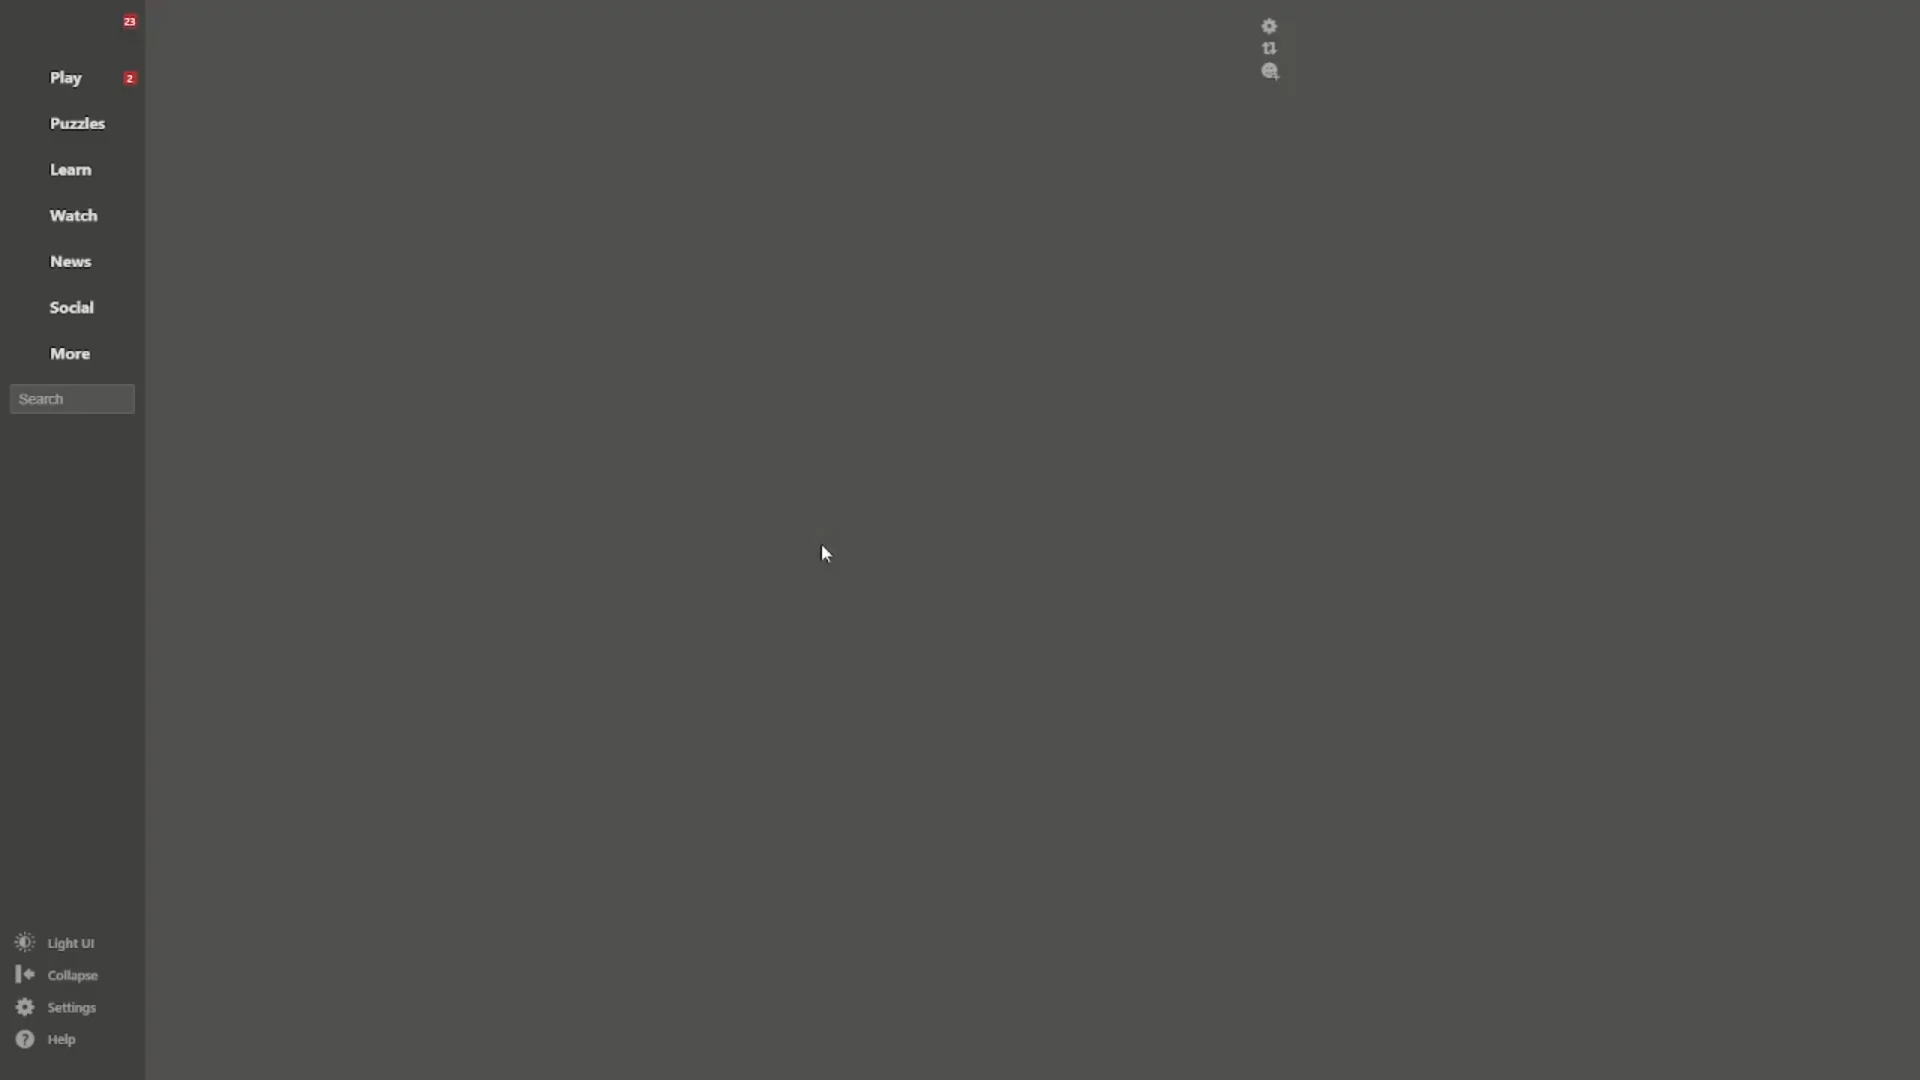 23
Play 2
Puzzles
Learn
Watch
News
Social
More
Search
Light UI
Collapse
Settings
Help